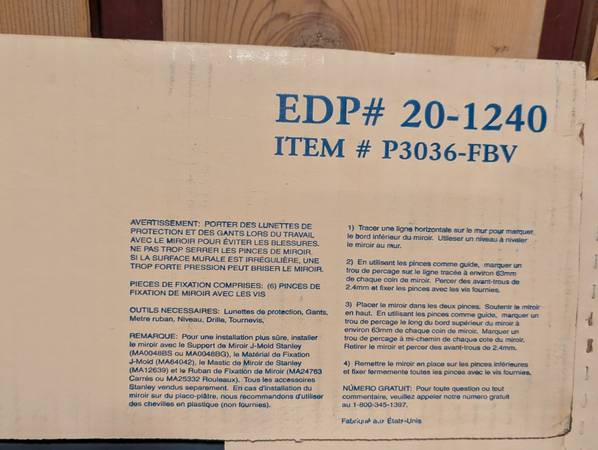 EDP# 20-1240
ITEM # P3036-FBV
AVERTISSEMENT: PORTER DES LUNETTES DE
PROTECTION ET DES GANTS LORS DU TRAVAIL
AVEC LE MIROIR POUR ÉVITER LES BLESSURES.
NE PAS TROP SERRER LES PINCES DE MIROIR.
SI LA SURFACE MURALE EST IRRÉGULIÈRE, UNE
TROP FORTE PRESSION PEUT BRISER LE MIROIR.
PIECES DE FIXATION COMPRISES: (6) PINCES DE
FIXATION DE MIROIR AVEC LES VIS
OUTILS NECESSAIRES: Lunettes de protection, Gants,
Metre ruban, Niveau, Drille, Tournevis,
REMARQUE: Pour une installation plus sûre, installer
le miroir avec le Support de Miroir J-Mold Stanley
(MA0048BS ou MA0048BG), le Matérial de Fixation
J-Mold (MA64042), le Mastic de Miroir de Stanley
(MA12639) et le Ruban de Fixation de Miroir (MA24763
Carrés ou MA25332 Rouleaux). Tous les accessoires
Stanley vendus separement. En cas d'installation du
miroir sur du placo-plâtre, nous recommandons d'utiliser
des chevilles en plastique (non fournies).
1) Tracer une ligne horizontale sur le mur pour marquer
le bord inférieur du miroir. Utileser un niveau à niveler
le miroir au mur.
2) En utilisant les pinces comme guide, marquer un
trou de percage sur le ligne tracée à environ 63mm
de chaque coin de miroir. Percer des avant-trous de
2.4mm et fixer les pinces avec les vis fournies.
3) Placer le miroir dans les deux pinces. Soutenir le miroir
en haut. En utilisant les pinces comme guide, marquer un
trou de percage le long du bord supérieur du miroir à
environ 63mm de chaque coin de miroir. Marquer un
trou de perçage à mi-chemin de chaque cote du miroir.
Retirer le miroir et percer des avant-trous de 2.4mm.
4) Remettre le miroir en place sur les pinces inférieures
et fixer fermement toutes les pinces avec le vis fournies.
NÚMERO GRATUIT: Pour toute question ou tout
commentaire, veuillez appeler notre numéro gratuit
au 1-800-345-1397.
Fabriqué aux États-Unis